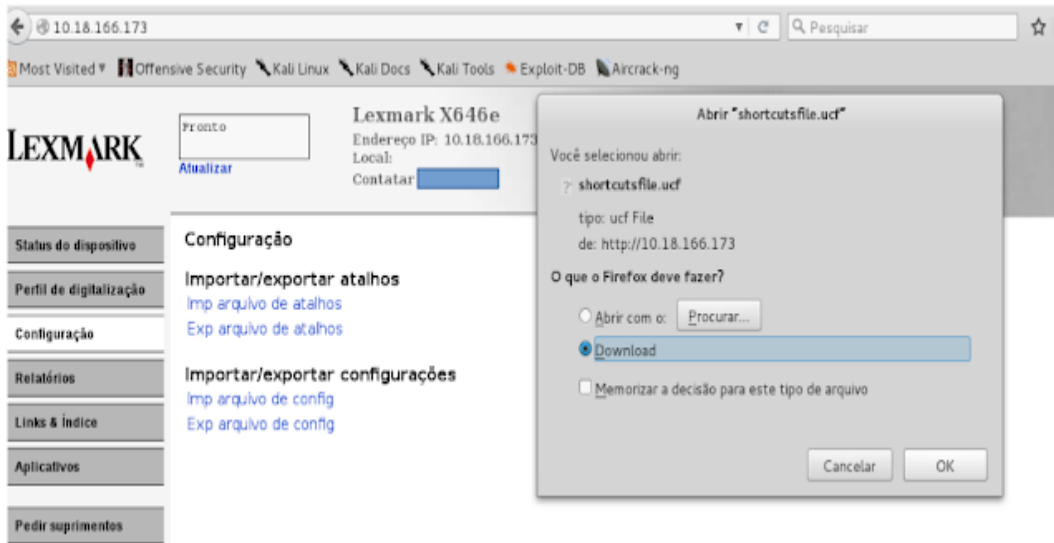 10.18.166.173
Pesquisar
Most Visited
Offensive Security
Kali Linux
Kali Docs
Kali Tools
Exploit-DB
Aircrack-ng
LEXMARK
Pronto
Atualizar
Lexmark X646e
Endereço IP: 10.18.166.173
Local:
Contatar
Status do dispositivo
Perfil de digitalização
Configuração
Relatórios
Links & Índice
Aplicativos
Pedir suprimentos
Configuração
Importar/exportar atalhos
Imp arquivo de atalhos
Exp arquivo de atalhos
Importar/exportar configurações
Imp arquivo de config
Exp arquivo de config
Abrir "shortcutsfile.ucf"
Você selecionou abrir:
? shortcutsfile.ucf
tipo: ucf File
de: http://10.18.166.173
O que o Firefox deve fazer?
Abrir com o: Procurar...
Download
Memorizar a decisão para este tipo de arquivo
Cancelar
OK